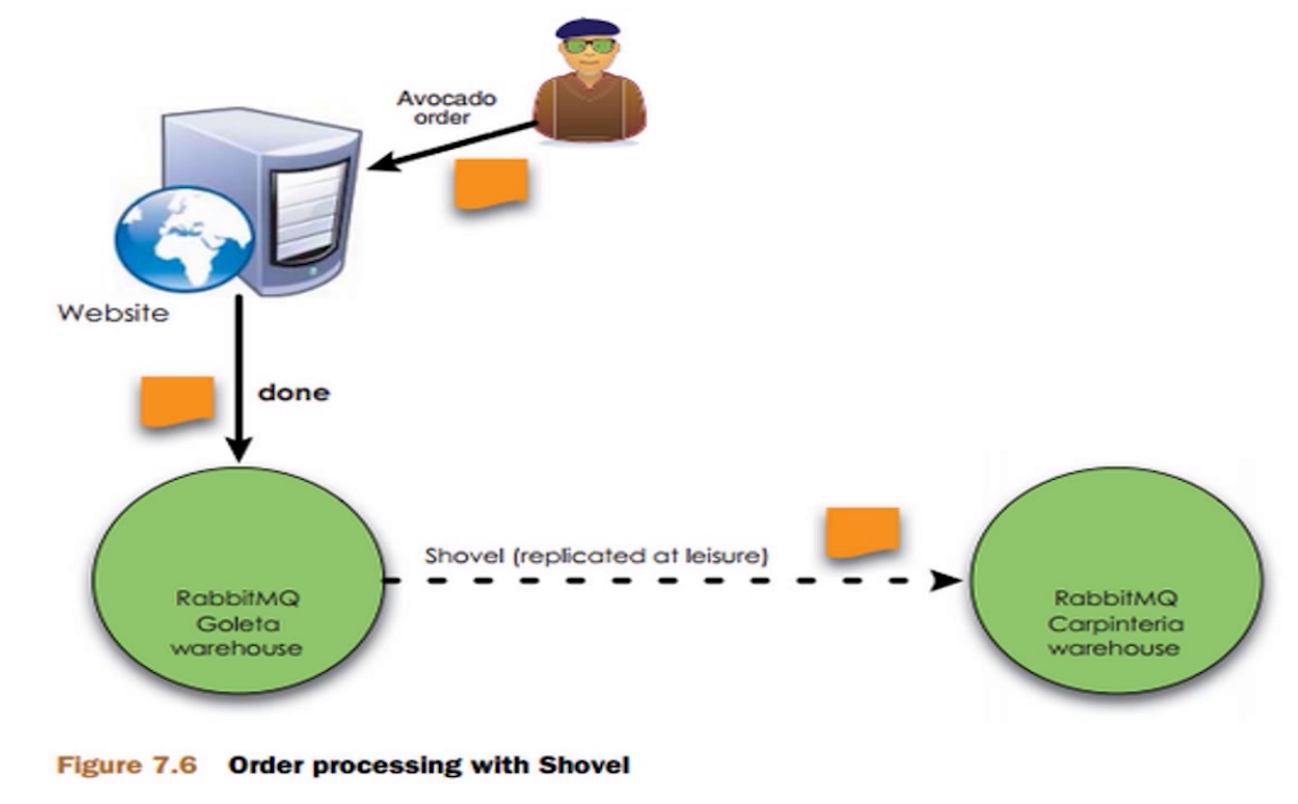 Avocado
order
Website
done
Shovel (replicated at leisure)
RabbitMQ
Goleta
warehouse
RabbitMQ
Carpinteria
warehouse
Figure 7.6 Order processing with Shovel